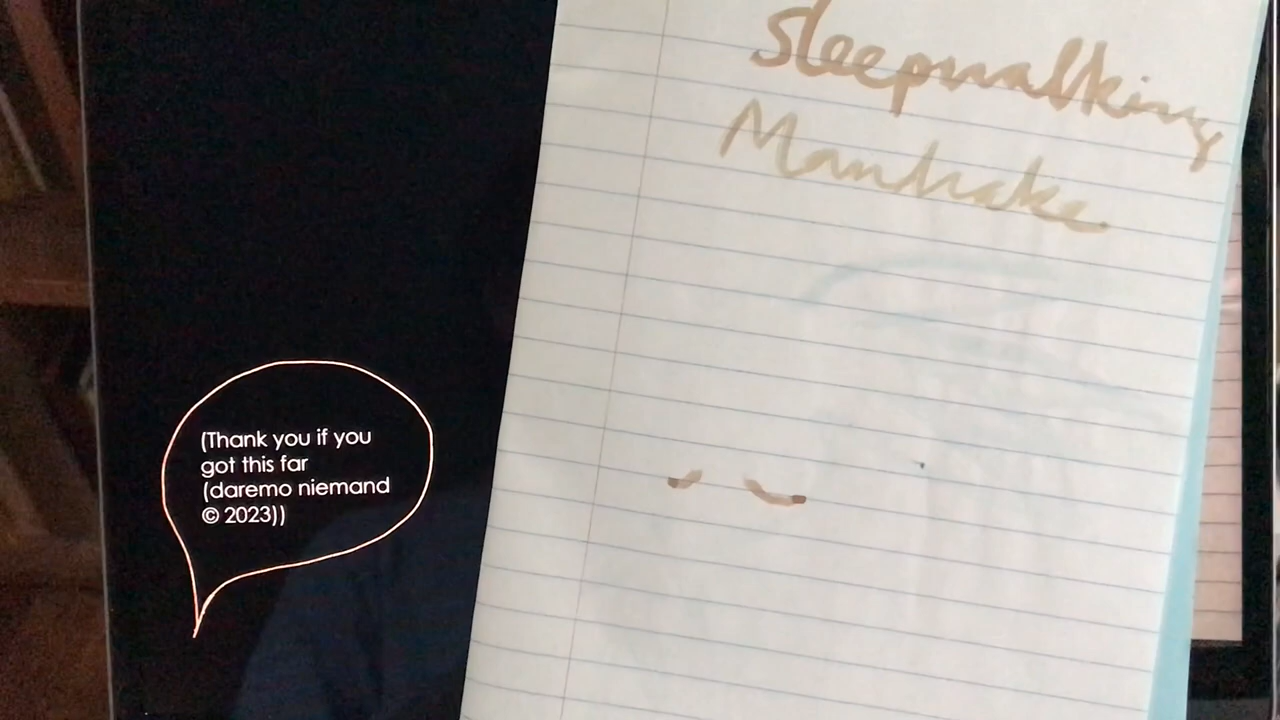 Sleepwalking
Mandrake.
(Thank you if you
got this far
(daremo niemand
© 2023))